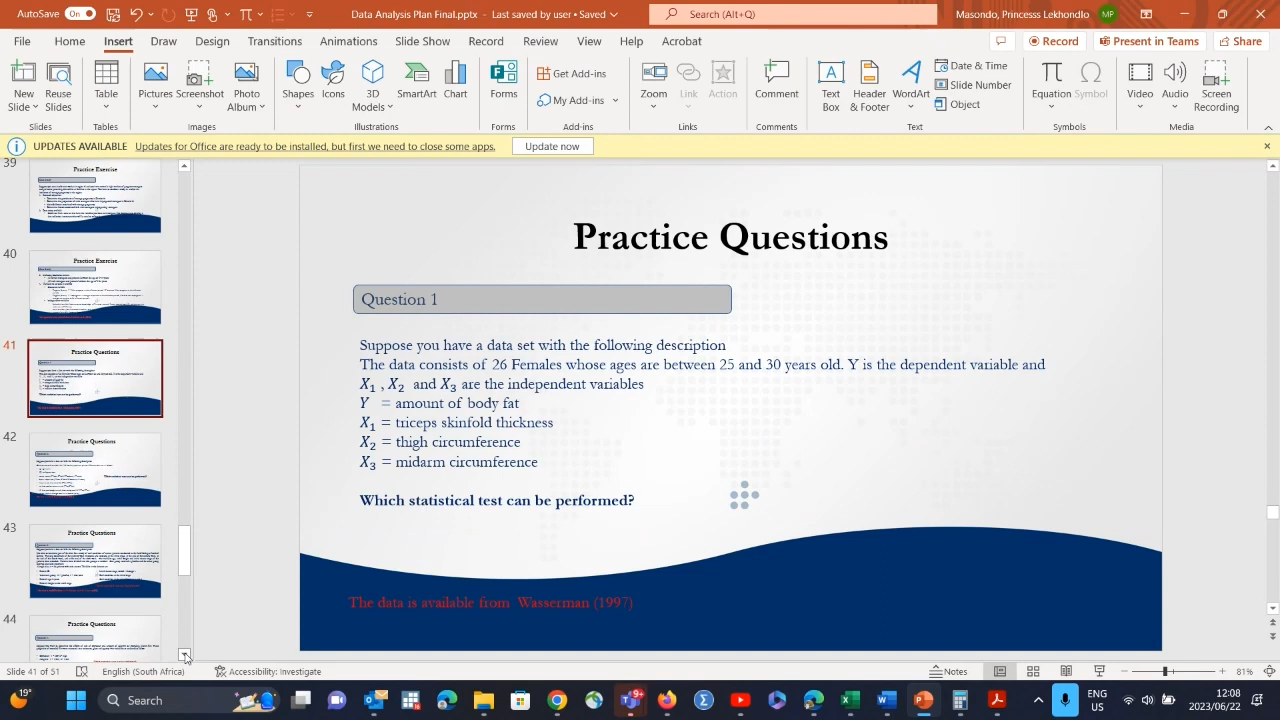 AutoSave On
Data Analysis Plan Final.pptx - Last saved by user • Saved
Search (Alt+Q)
Masondo, Princess Lekhondlo MP
File Home Insert Draw Design Transitions Animations Slide Show Record Review View Help Acrobat
Record Present in Teams Share
New Slide
Reuse Slides
Table
Pictures
Screenshot
Photo Album
Shapes
Icons
3D Models
SmartArt
Chart
Forms
Get Add-ins
My Add-ins
Zoom
Link
Action
Comment
Text Box
Header & Footer
WordArt
Date & Time
Slide Number
Object
Equation
Symbol
Video
Audio
Screen Recording
Slides Tables Images Illustrations Forms Add-ins Links Comments Text Symbols Media
UPDATES AVAILABLE Updates for Office are ready to be installed, but first we need to close some apps. Update now
39
Practice Exercise
40
Practice Exercise
41
Practice Questions
42
Practice Questions
43
Practice Questions
44
Practice Questions
Practice Questions
Question 1
Suppose you have a data set with the following description
The data consists of 26 Females whose ages are between 25 and 30 years old. Y is the dependent variable and
X₁ , X₂ and X₃ are the independent variables
Y = amount of body fat
X₁ = triceps skinfold thickness
X₂ = thigh circumference
X₃ = midarm circumference
Which statistical test can be performed?
The data is available from Wasserman (1997)
Slide 41 of 51 English (South Africa) Accessibility: Investigate Notes 81%
19° Search 9+ ENG US 12:08 2023/06/22